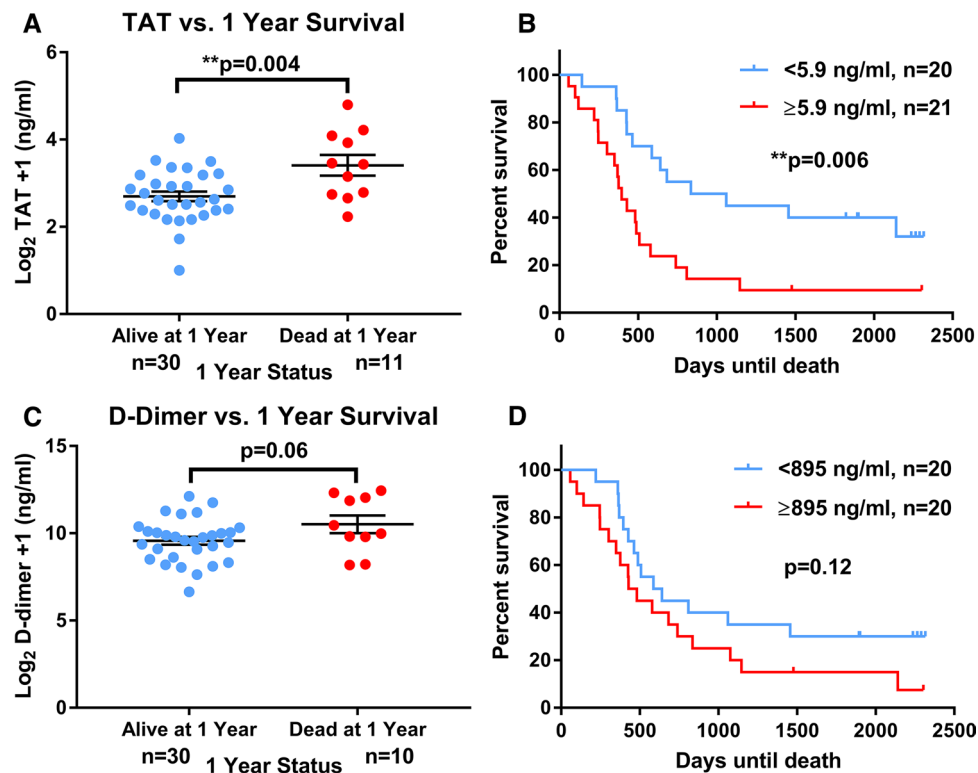 A
TAT vs. 1 Year Survival
**p=0.004
Log₂ TAT +1 (ng/ml)
6
4
2
0
Alive at 1 Year
Dead at 1 Year
n=30
n=11
1 Year Status
B
<5.9 ng/ml, n=20
≥5.9 ng/ml, n=21
**p=0.006
Percent survival
100
80
60
40
20
0
0
500
1000
1500
2000
2500
Days until death
C
D-Dimer vs. 1 Year Survival
p=0.06
Log₂ D-dimer +1 (ng/ml)
15
10
5
0
Alive at 1 Year
Dead at 1 Year
n=30
n=10
1 Year Status
D
<895 ng/ml, n=20
≥895 ng/ml, n=20
p=0.12
Percent survival
100
80
60
40
20
0
0
500
1000
1500
2000
2500
Days until death